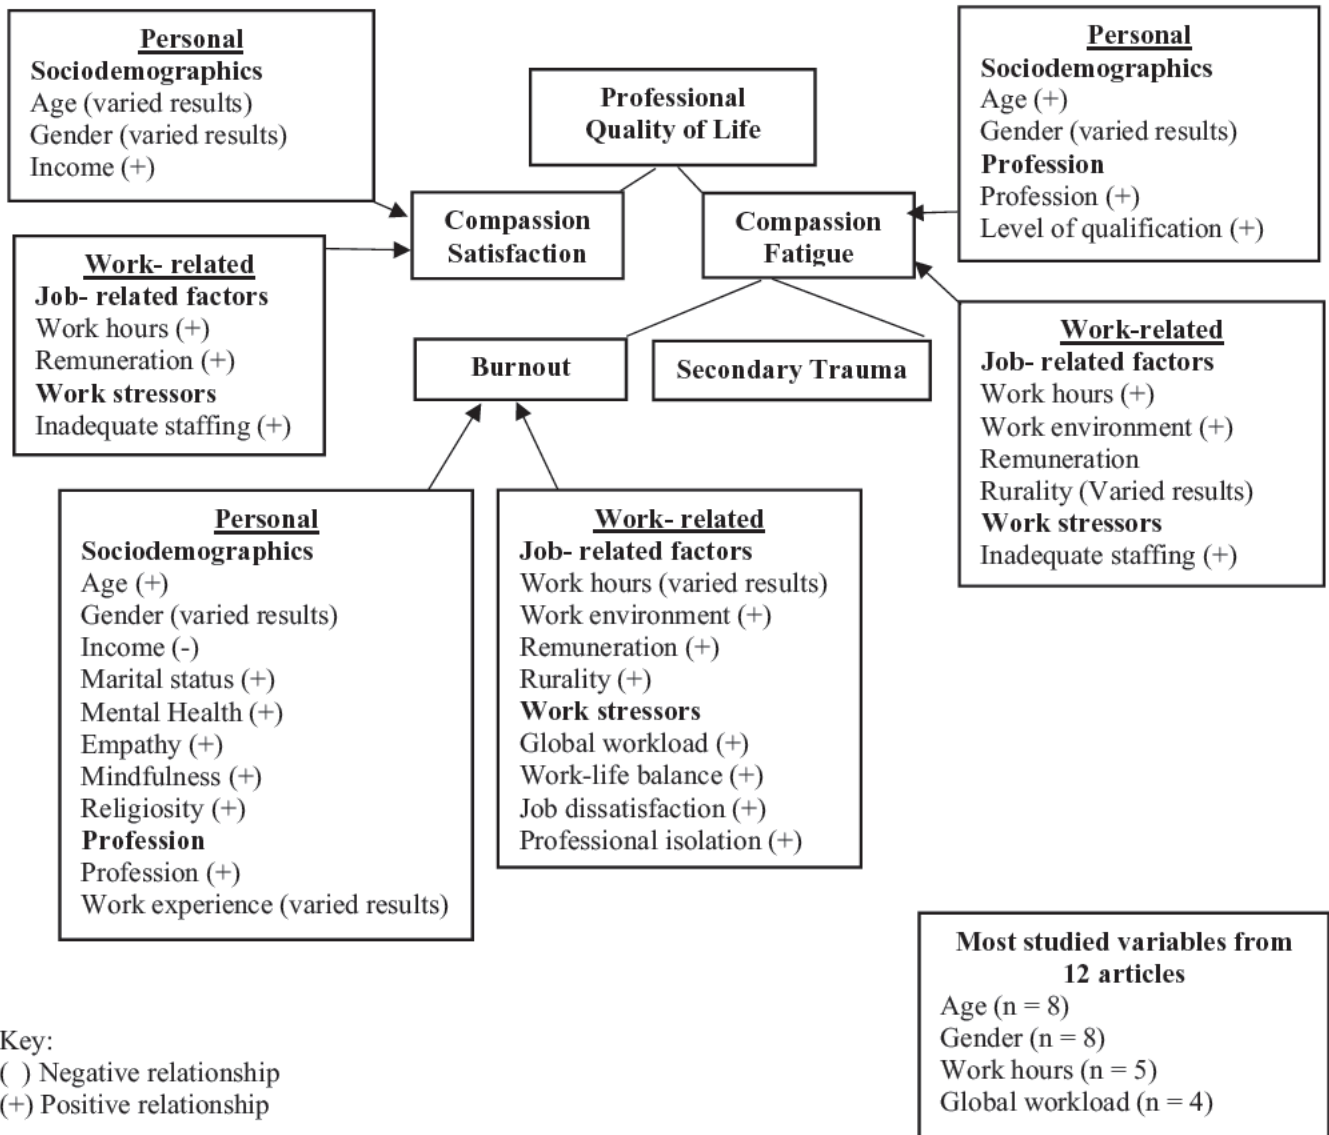 Personal
Sociodemographics
Age (varied results)
Gender (varied results)
Income (+)
Professional
Quality of Life
Personal
Sociodemographics
Age (+)
Gender (varied results)
Profession
Profession (+)
Level of qualification (+)
Compassion
Satisfaction
Compassion
Fatigue
Work- related
Job- related factors
Work hours (+)
Remuneration (+)
Work stressors
Inadequate staffing (+)
Burnout
Secondary Trauma
Work-related
Job- related factors
Work hours (+)
Work environment (+)
Remuneration
Rurality (Varied results)
Work stressors
Inadequate staffing (+)
Personal
Sociodemographics
Age (+)
Gender (varied results)
Income (-)
Marital status (+)
Mental Health (+)
Empathy (+)
Mindfulness (+)
Religiosity (+)
Profession
Profession (+)
Work experience (varied results)
Work- related
Job- related factors
Work hours (varied results)
Work environment (+)
Remuneration (+)
Rurality (+)
Work stressors
Global workload (+)
Work-life balance (+)
Job dissatisfaction (+)
Professional isolation (+)
Most studied variables from
12 articles
Age (n = 8)
Gender (n = 8)
Work hours (n = 5)
Global workload (n = 4)
Key:
( ) Negative relationship
(+) Positive relationship